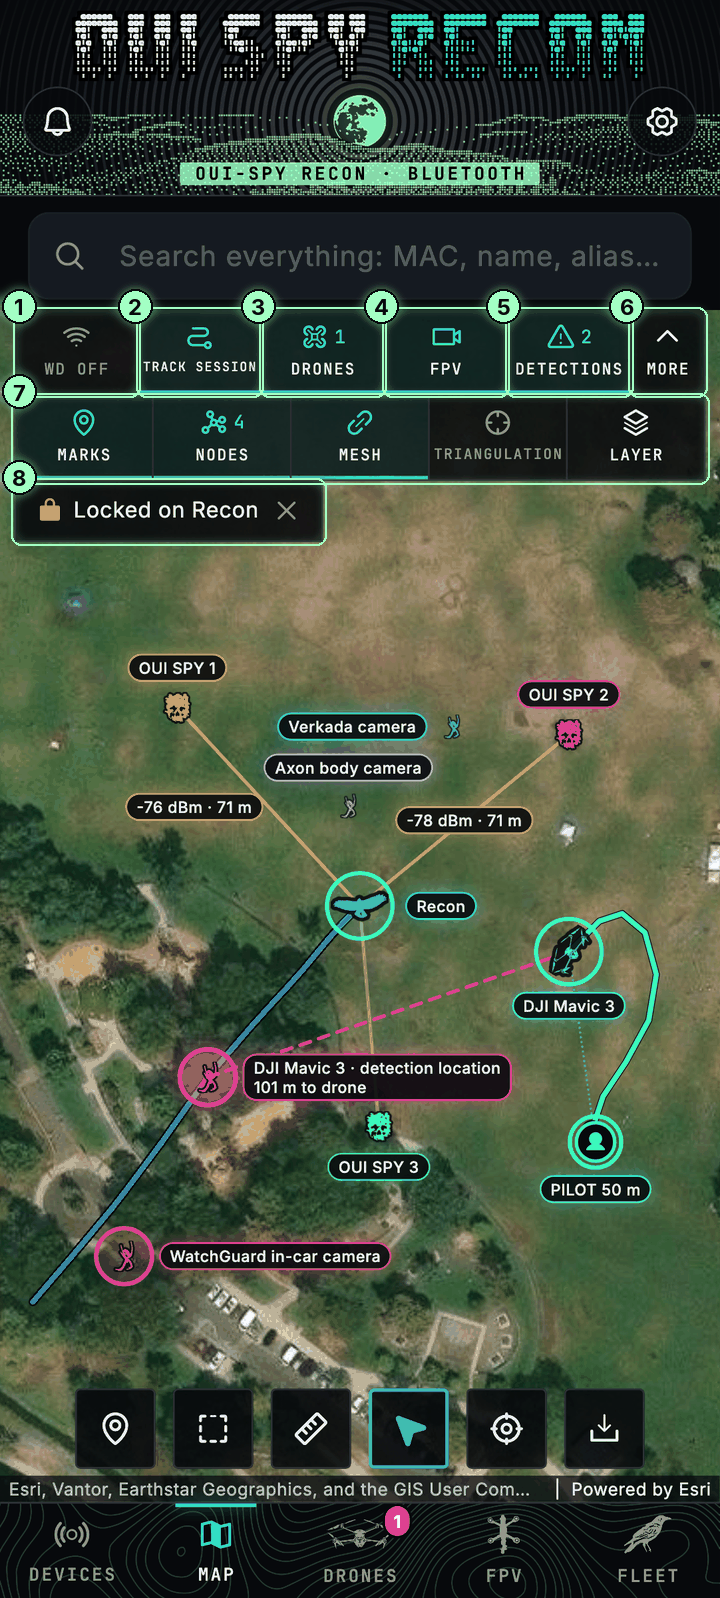 OUI SPY RECON
OUI-SPY RECON · BLUETOOTH
Search everything: MAC, name, alias...
1 2 3 4 5 6
1 2
WD OFF TRACK SESSION DRONES FPV DETECTIONS MORE
7
4
MARKS NODES MESH TRIANGULATION LAYER
8
Locked on Recon
OUI SPY 1
OUI SPY 2
Verkada camera
Axon body camera
-76 dBm · 71 m
-78 dBm · 71 m
Recon
DJI Mavic 3
DJI Mavic 3 · detection location
101 m to drone
OUI SPY 3
PILOT 50 m
WatchGuard in-car camera
Esri, Vantor, Earthstar Geographics, and the GIS User Com... | Powered by Esri
1
DEVICES MAP DRONES FPV FLEET